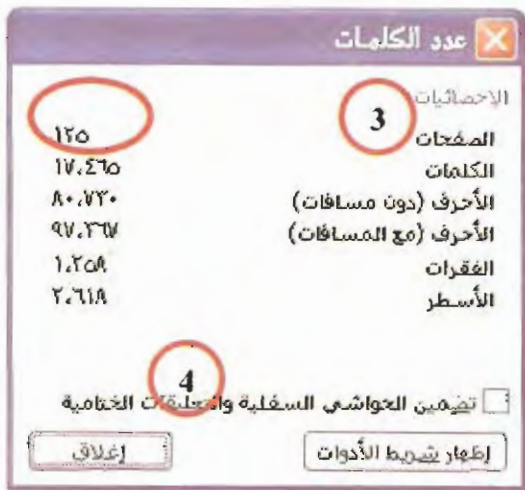 عدد الكلمات
الاحصائيات
3
الصفحات ١٢٥
الكلمات ١٧،٤٦٥
الأحرف (دون مسافات) ٨٠،٧٣٠
الأحرف (مع المسافات) ٩٧،٣٦٧
الفقرات ١،٢٥٨
الأسطر ٢،٦١٨
4
تضمين الحواشي السفلية والتعليقات الختامية
إظهار شريط الأدوات
إغلاق